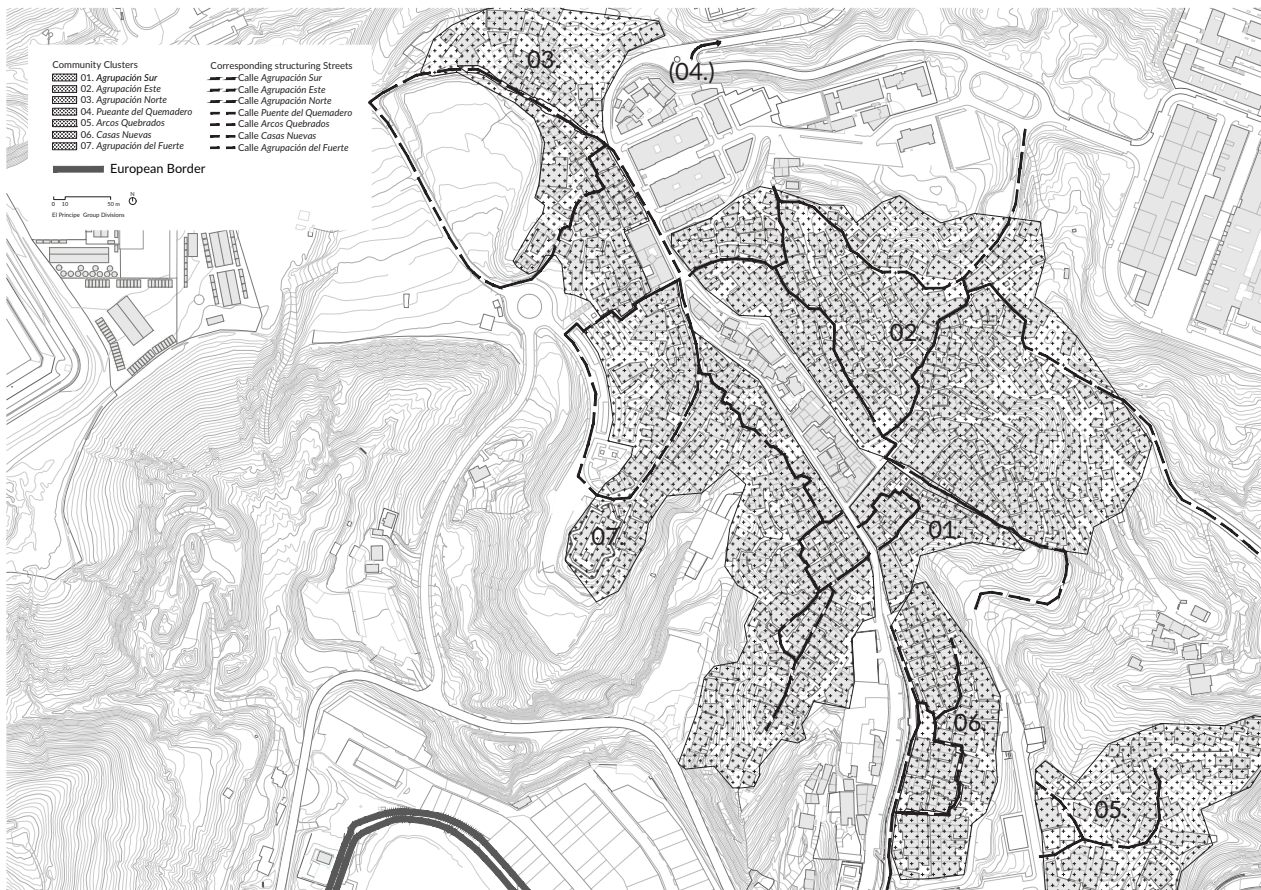 Community Clusters
01. Agrupación Sur
02. Agrupación Este
03. Agrupación Norte
04. Pueante del Quemadero
05. Arcos Quebrados
06. Casas Nuevas
07. Agrupación del Fuerte
Corresponding structuring Streets
Calle Agrupación Sur
Calle Agrupación Este
Calle Agrupación Norte
Calle Puente del Quemadero
Calle Arcos Quebrados
Calle Casas Nuevas
Calle Agrupación del Fuerte
European Border
0 10 50 m
N
El Príncipe Group Divisions
03.
(04.)
02.
01.
07.
06.
05.